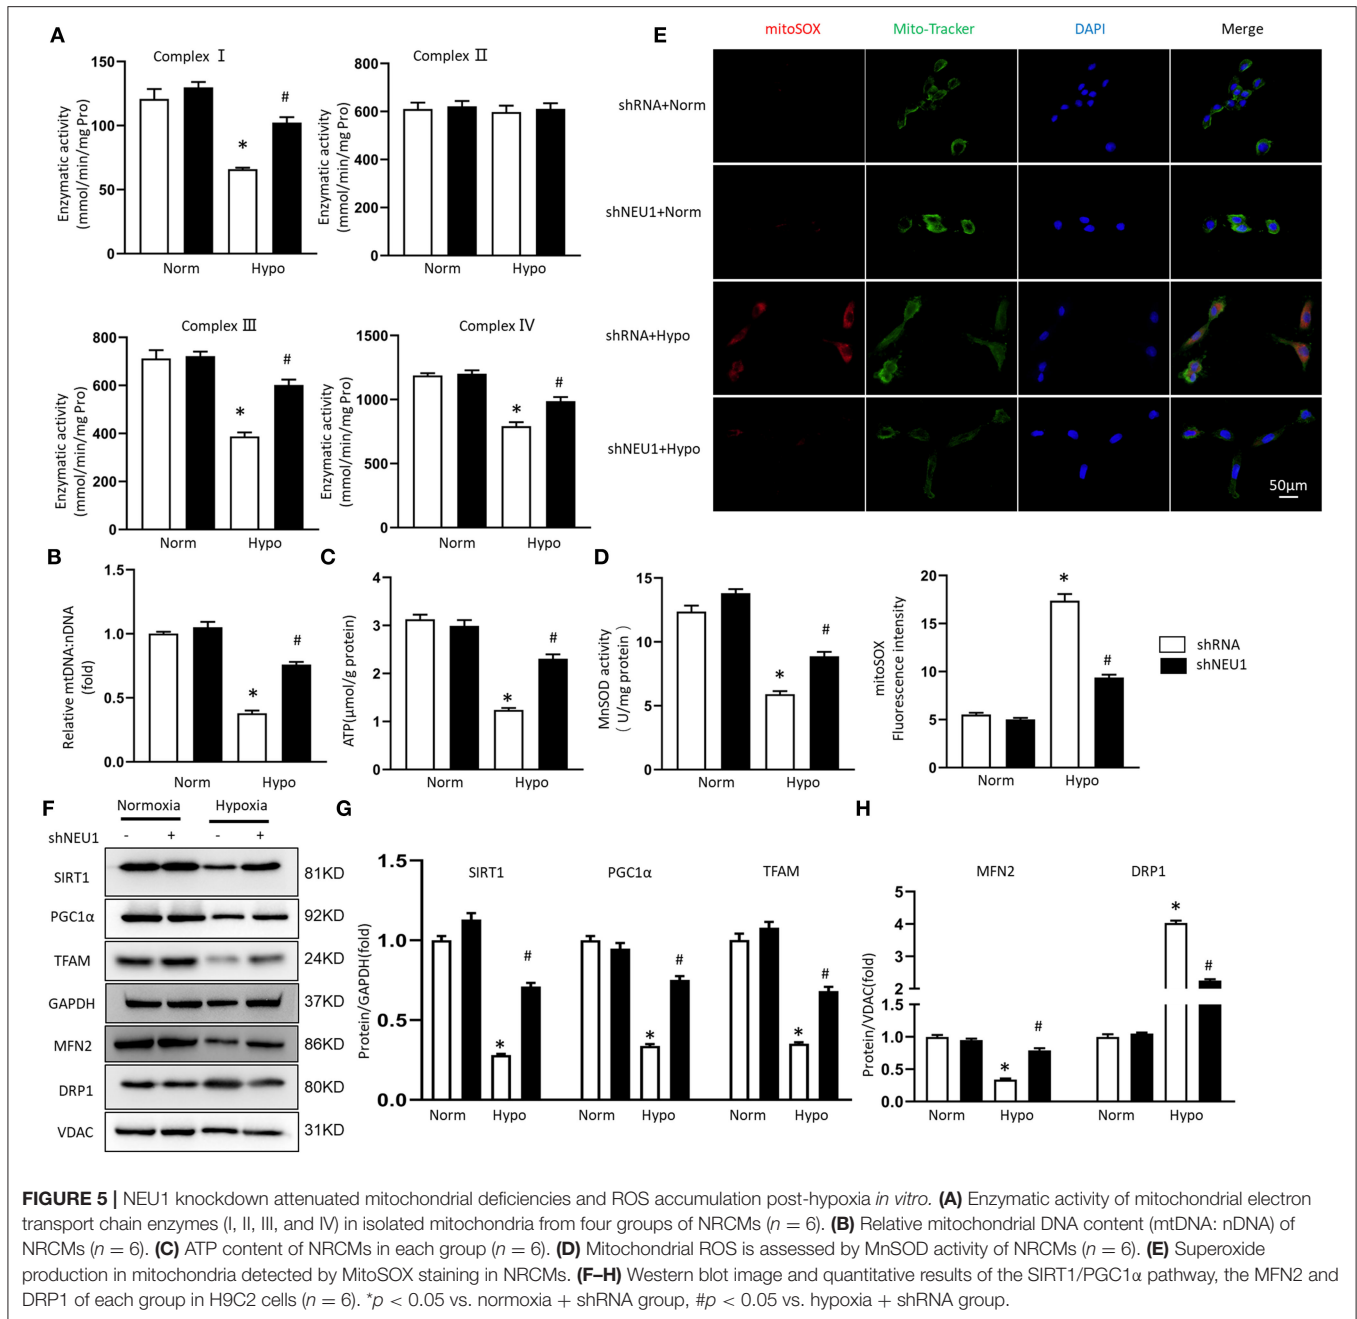 A
Complex Ⅰ
Enzymatic activity
(mmol/min/mg Pro)
150
100
50
0
*
#
Norm
Hypo
Complex Ⅱ
Enzymatic activity
(mmol/min/mg Pro)
800
600
400
200
0
Norm
Hypo
Complex Ⅲ
Enzymatic activity
(mmol/min/mg Pro)
800
600
400
200
0
*
#
Norm
Hypo
Complex Ⅳ
Enzymatic activity
(mmol/min/mg Pro)
1500
1000
500
0
*
#
Norm
Hypo
B
Relative mtDNA:nDNA
(fold)
1.5
1.0
0.5
0.0
*
#
Norm
Hypo
C
ATP(μmol/g protein)
4
3
2
1
0
*
#
Norm
Hypo
D
MnSOD activity
( U/mg protein )
15
10
5
0
*
#
Norm
Hypo
E
mitoSOX
Mito-Tracker
DAPI
Merge
shRNA+Norm
shNEU1+Norm
shRNA+Hypo
shNEU1+Hypo
50μm
mitoSOX
Fluorescence intensity
20
15
10
5
0
*
#
Norm
Hypo
shRNA
shNEU1
F
Normoxia Hypoxia
shNEU1 - + - +
SIRT1 81KD
PGC1α 92KD
TFAM 24KD
GAPDH 37KD
MFN2 86KD
DRP1 80KD
VDAC 31KD
G
Protein/GAPDH(fold)
1.5
1.0
0.5
0.0
SIRT1
PGC1α
TFAM
*
#
*
#
*
#
Norm
Hypo
Norm
Hypo
Norm
Hypo
H
Protein/VDAC(fold)
5
4
3
2
1.5
1.0
0.5
0.0
MFN2
DRP1
*
#
*
#
Norm
Hypo
Norm
Hypo
FIGURE 5 | NEU1 knockdown attenuated mitochondrial deficiencies and ROS accumulation post-hypoxia in vitro. (A) Enzymatic activity of mitochondrial electron
transport chain enzymes (I, II, III, and IV) in isolated mitochondria from four groups of NRCMs (n = 6). (B) Relative mitochondrial DNA content (mtDNA: nDNA) of
NRCMs (n = 6). (C) ATP content of NRCMs in each group (n = 6). (D) Mitochondrial ROS is assessed by MnSOD activity of NRCMs (n = 6). (E) Superoxide
production in mitochondria detected by MitoSOX staining in NRCMs. (F–H) Western blot image and quantitative results of the SIRT1/PGC1α pathway, the MFN2 and
DRP1 of each group in H9C2 cells (n = 6). *p < 0.05 vs. normoxia + shRNA group, #p < 0.05 vs. hypoxia + shRNA group.